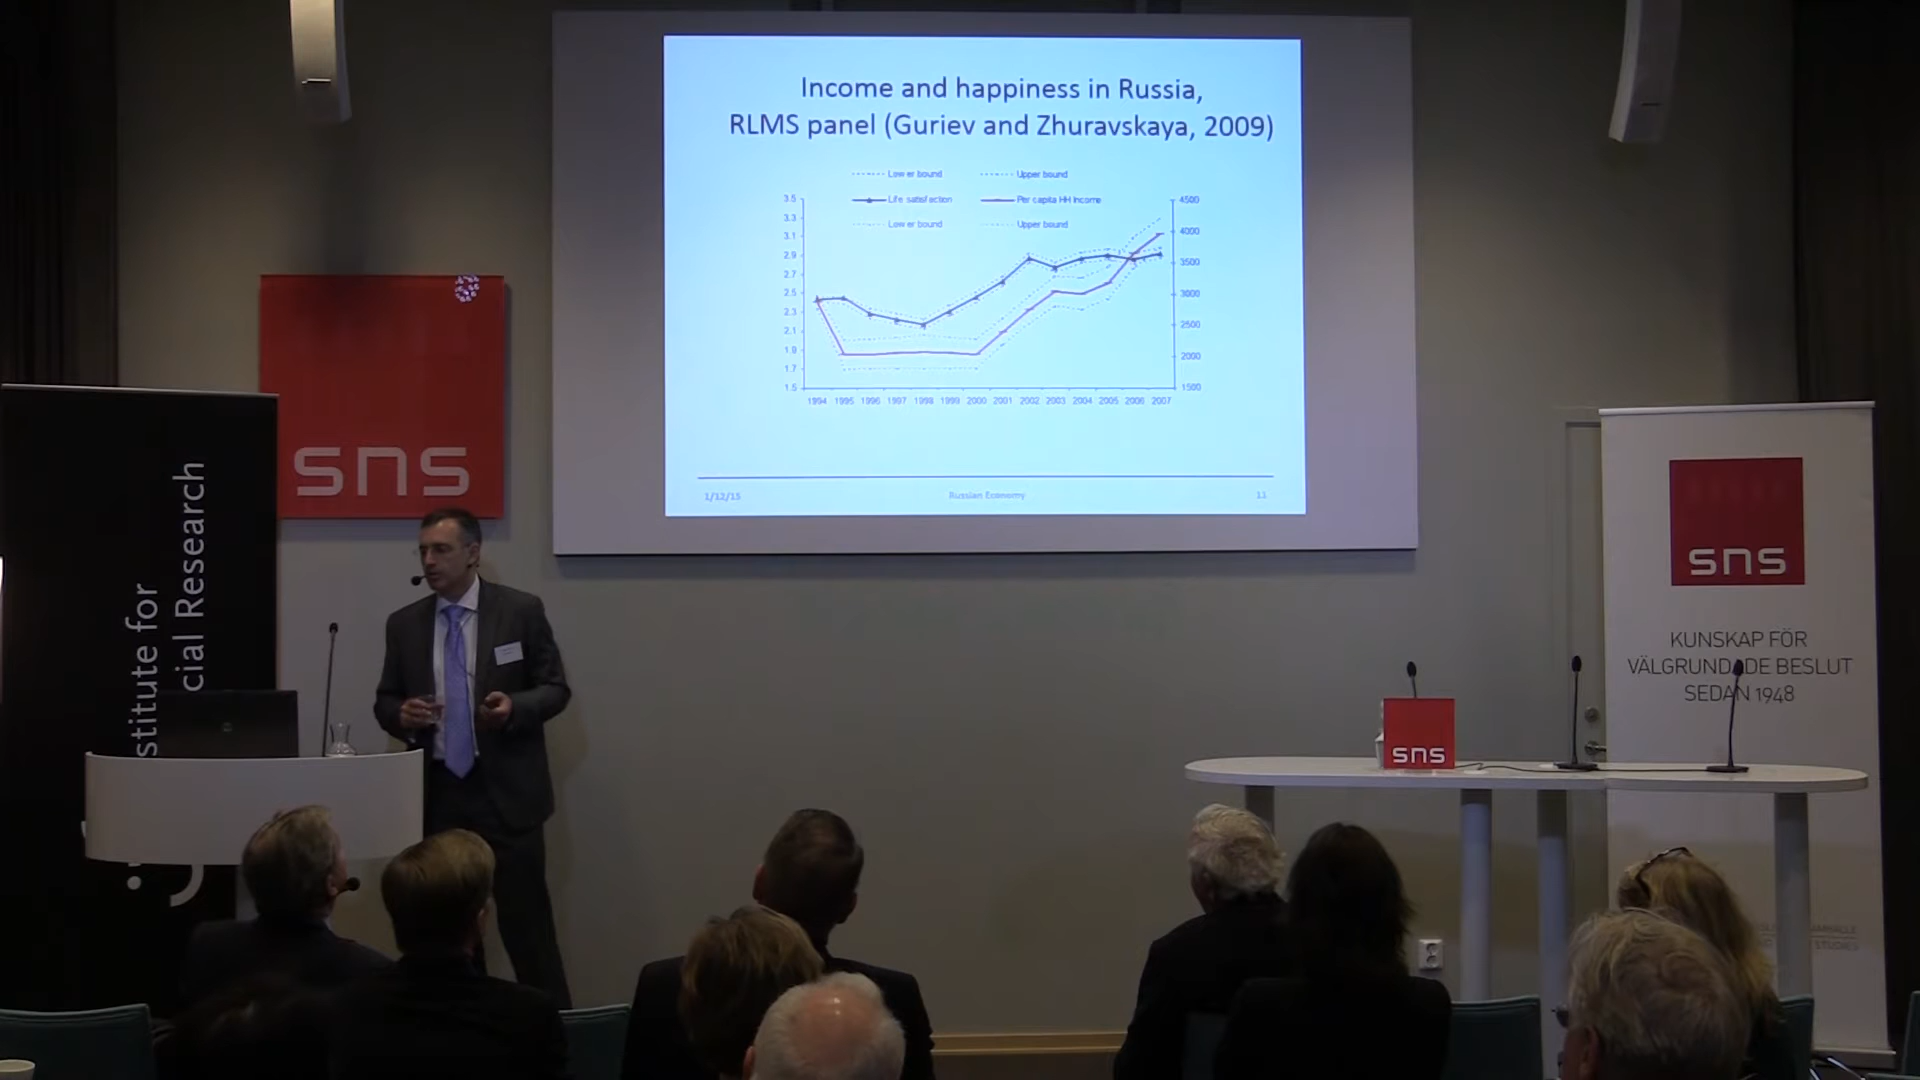 Income and happiness in Russia,
RLMS panel (Guriev and Zhuravskaya, 2009)
Lower bound
Upper bound
Life satisfaction
Per capita HH Income
Lower bound
Upper bound
3.5
3.3
3.1
2.9
2.7
2.5
2.3
2.1
1.9
1.7
1.5
4500
4000
3500
3000
2500
2000
1500
1994 1995 1996 1997 1998 1999 2000 2001 2002 2003 2004 2005 2006 2007
1/12/15
Russian Economy
11
sns
stitute for
cial Research
sns
sns
KUNSKAP FÖR
VÄLGRUNDADE BESLUT
SEDAN 1948
STUDIES